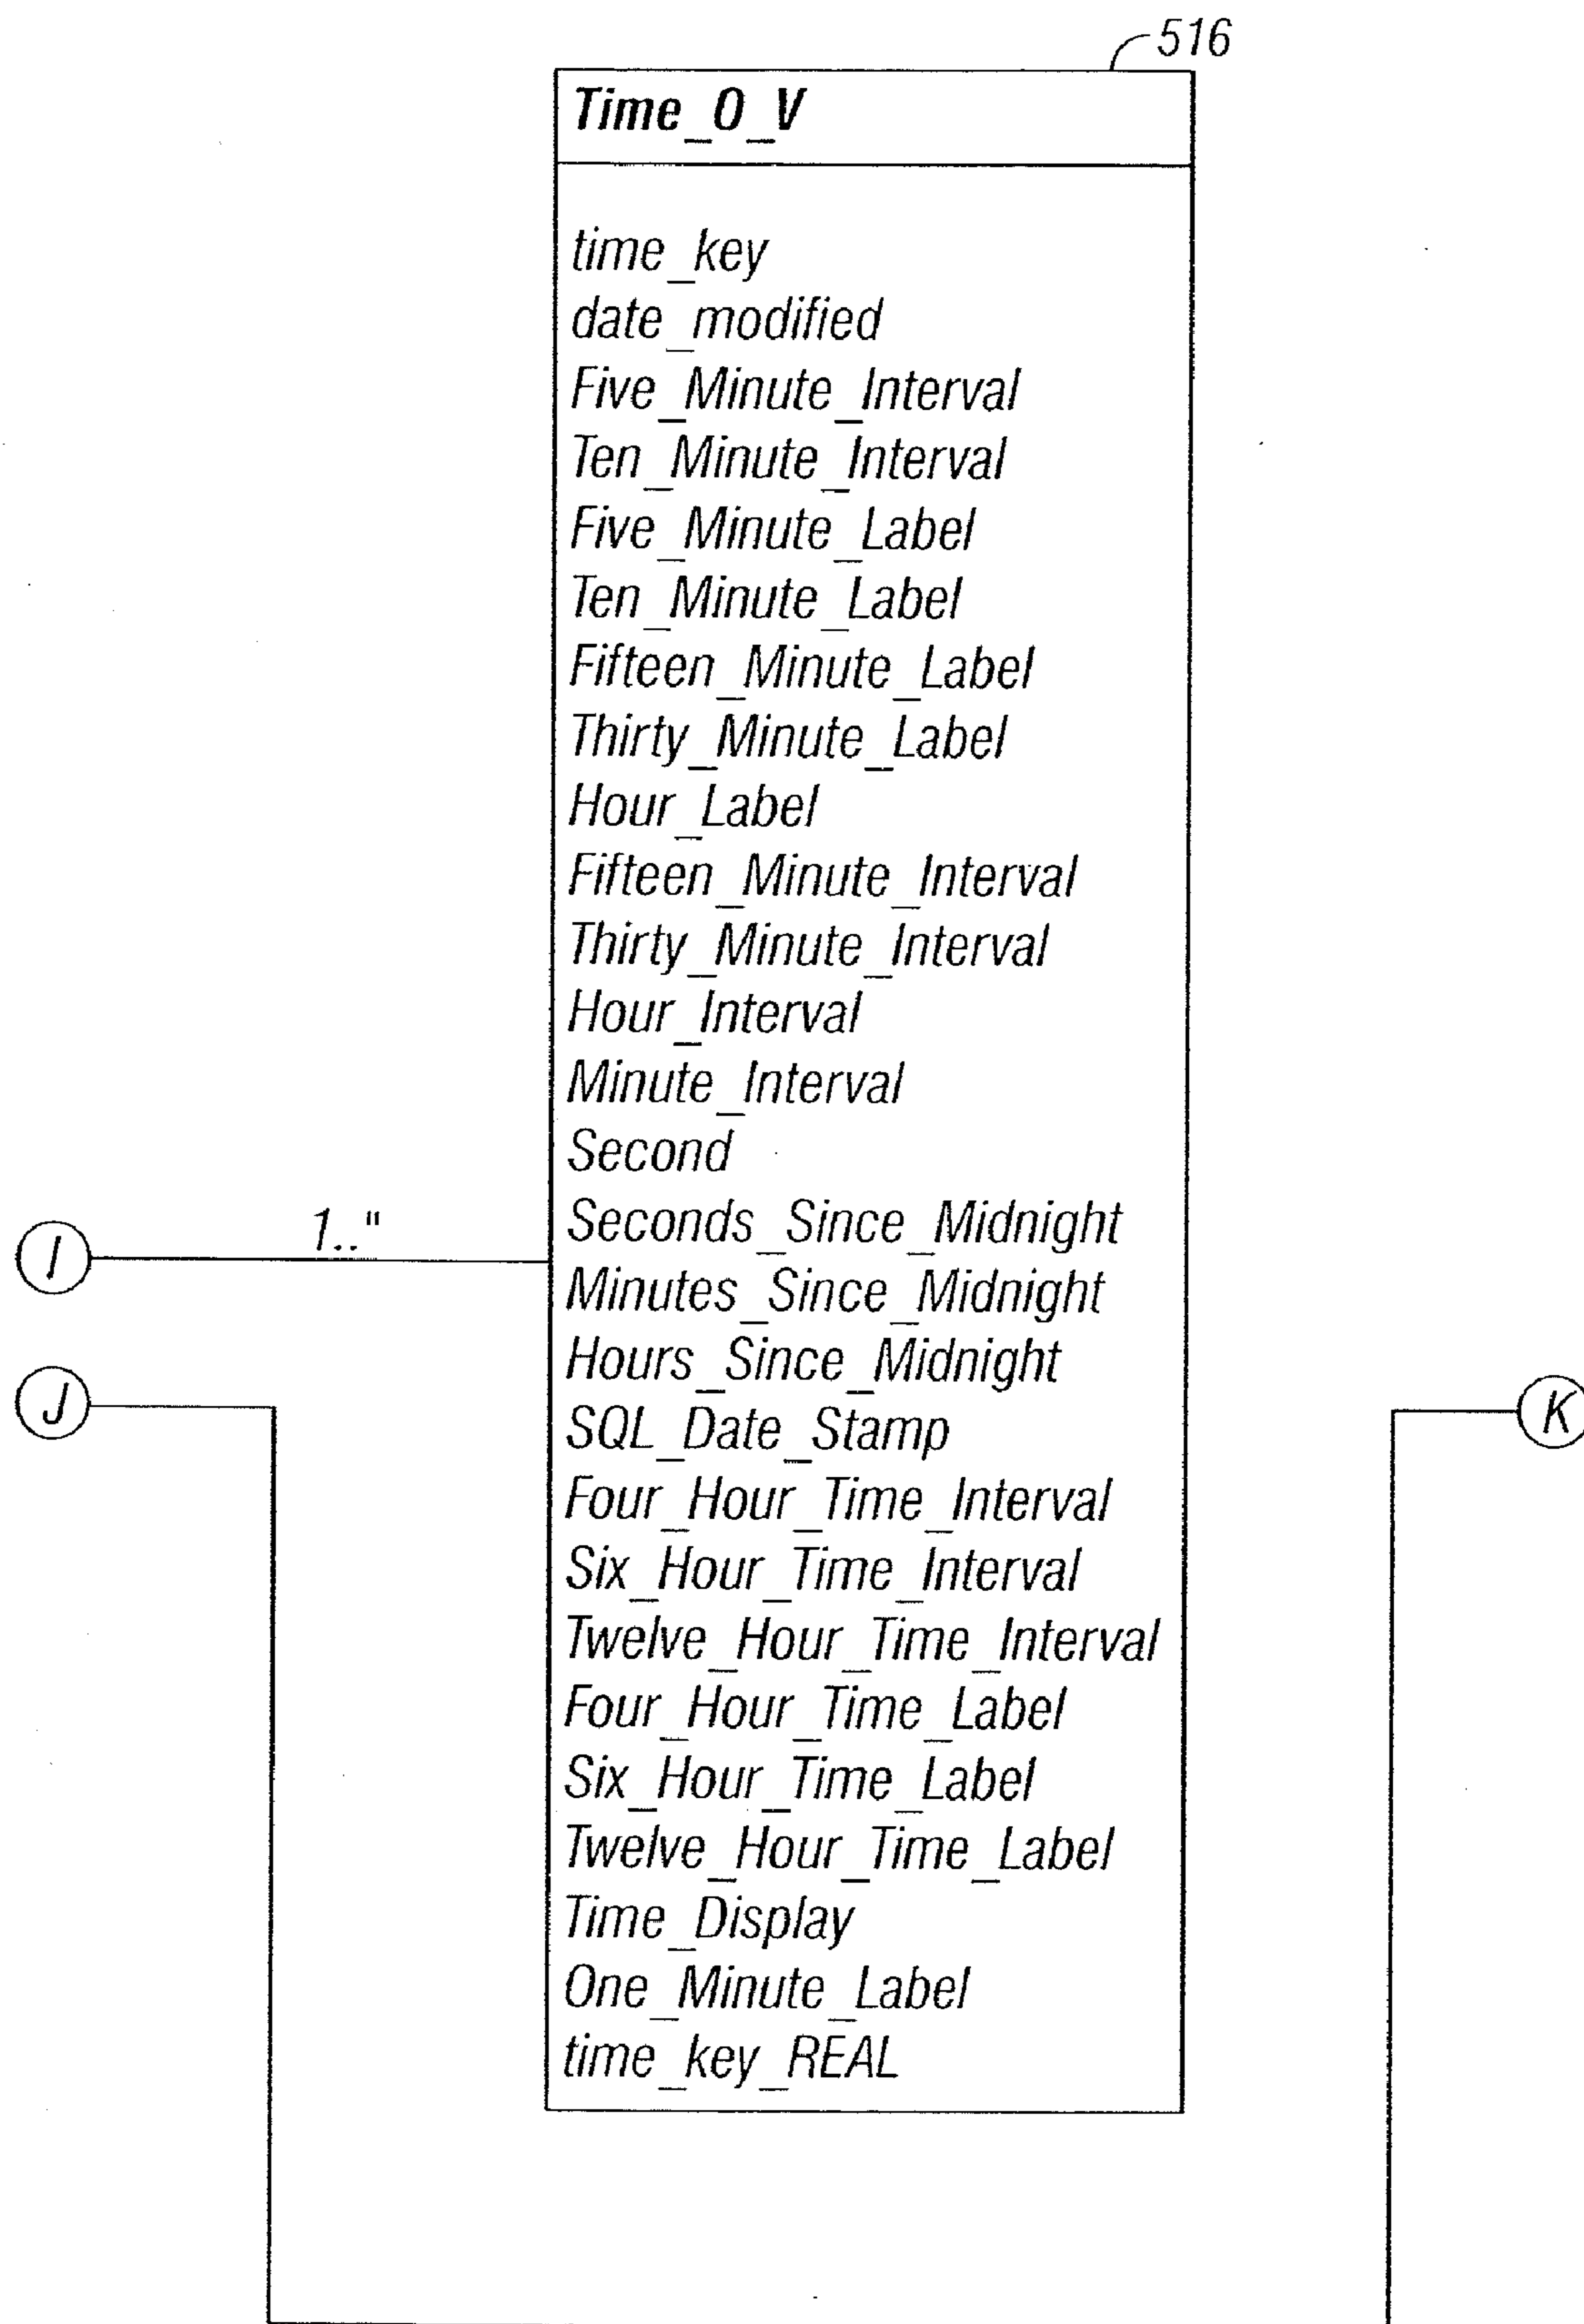 516
Time_O_V
time_key
date_modified
Five_Minute_Interval
Ten_Minute_Interval
Five_Minute_Label
Ten_Minute_Label
Fifteen_Minute_Label
Thirty_Minute_Label
Hour_Label
Fifteen_Minute_Interval
Thirty_Minute_Interval
Hour_Interval
Minute_Interval
Second
Seconds_Since_Midnight
I 1.."
Minutes_Since_Midnight
Hours_Since_Midnight
J
K
SQL_Date_Stamp
Four_Hour_Time_Interval
Six_Hour_Time_Interval
Twelve_Hour_Time_Interval
Four_Hour_Time_Label
Six_Hour_Time_Label
Twelve_Hour_Time_Label
Time_Display
One_Minute_Label
time_key_REAL